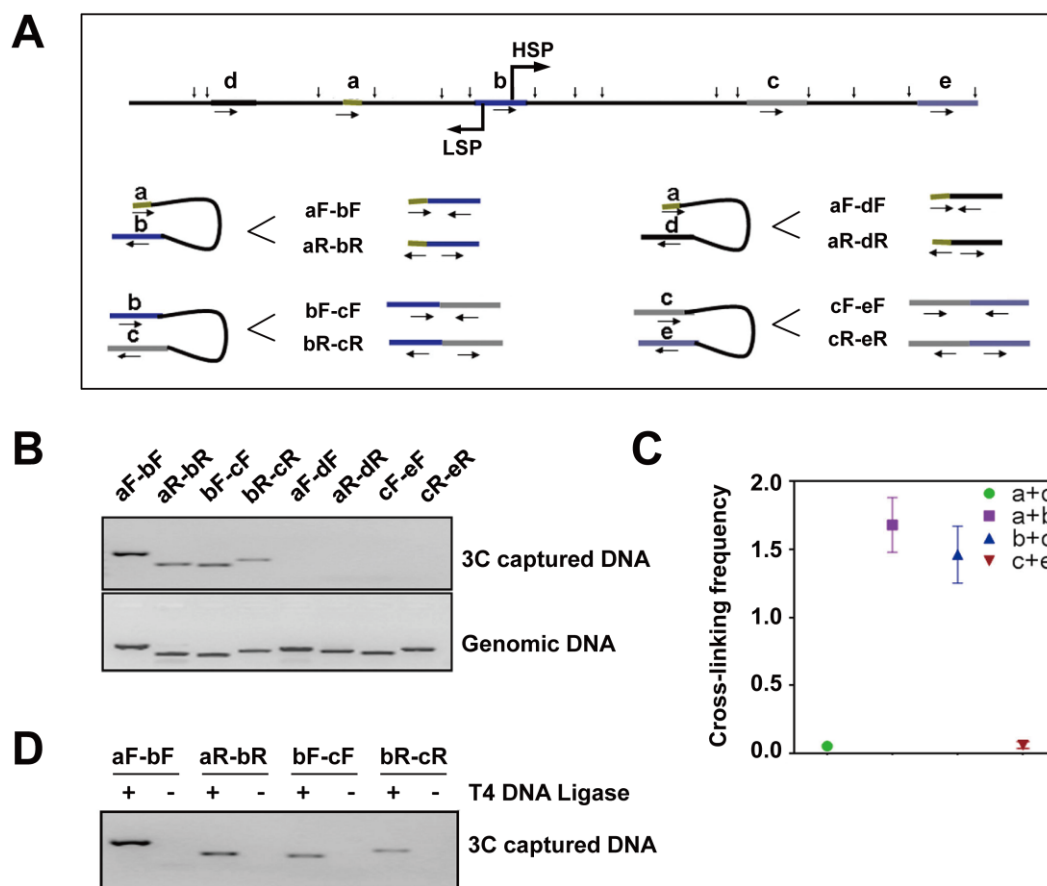 A
HSP
d a b c e
LSP
a
b
aF-bF
aR-bR
a
d
aF-dF
aR-dR
b
c
bF-cF
bR-cR
c
e
cF-eF
cR-eR
B
aF-bF aR-bR bF-cF bR-cR aF-dF aR-dR cF-eF cR-eR
3C captured DNA
Genomic DNA
C
Cross-linking frequency
2.0
1.5
1.0
0.5
0.0
a+b
c+e
D
aF-bF aR-bR bF-cF bR-cR
+ - + - + - + - T4 DNA Ligase
3C captured DNA